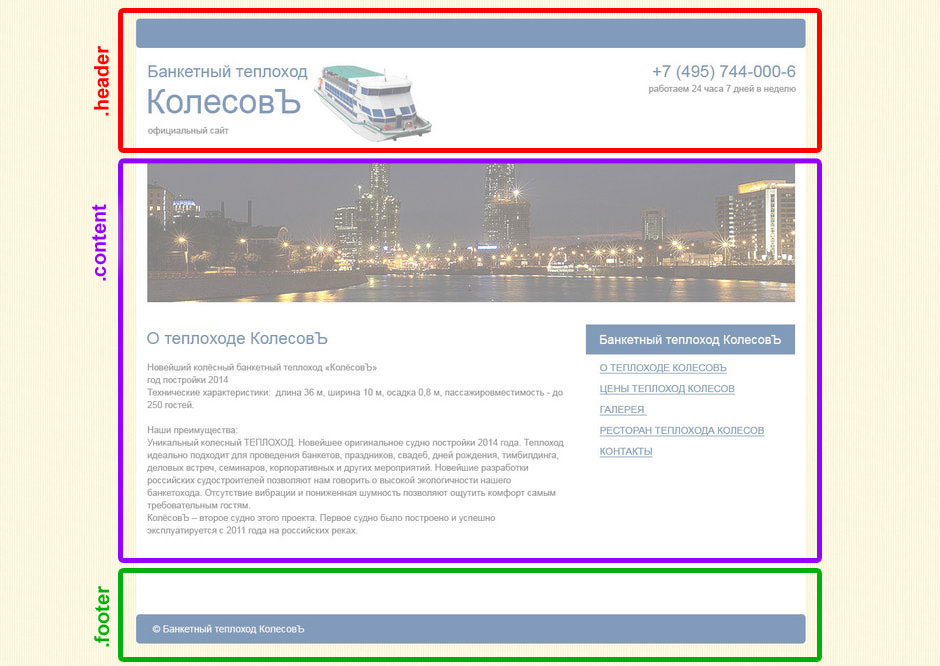 .header
Банкетный теплоход
КолесовЪ
официальный сайт
+7 (495) 744-000-6
работаем 24 часа 7 дней в неделю
.content
О теплоходе КолесовЪ
Новейший колёсный банкетный теплоход «КолёсовЪ»
год постройки 2014
Технические характеристики: длина 36 м, ширина 10 м, осадка 0,8 м, пассажировместимость - до
250 гостей.
Наши преимущества:
Уникальный колесный ТЕПЛОХОД. Новейшее оригинальное судно постройки 2014 года. Теплоход
идеально подходит для проведения банкетов, праздников, свадеб, дней рождения, тимбилдинга,
деловых встреч, семинаров, корпоративных и других мероприятий. Новейшие разработки
российских судостроителей позволяют нам говорить о высокой экологичности нашего
банкетохода. Отсутствие вибрации и пониженная шумность позволяют ощутить комфорт самым
требовательным гостям.
КолёсовЪ – второе судно этого проекта. Первое судно было построено и успешно
эксплуатируется с 2011 года на российских реках.
Банкетный теплоход КолесовЪ
О ТЕПЛОХОДЕ КОЛЕСОВЪ
ЦЕНЫ ТЕПЛОХОД КОЛЕСОВ
ГАЛЕРЕЯ
РЕСТОРАН ТЕПЛОХОДА КОЛЕСОВ
КОНТАКТЫ
.footer
© Банкетный теплоход КолесовЪ